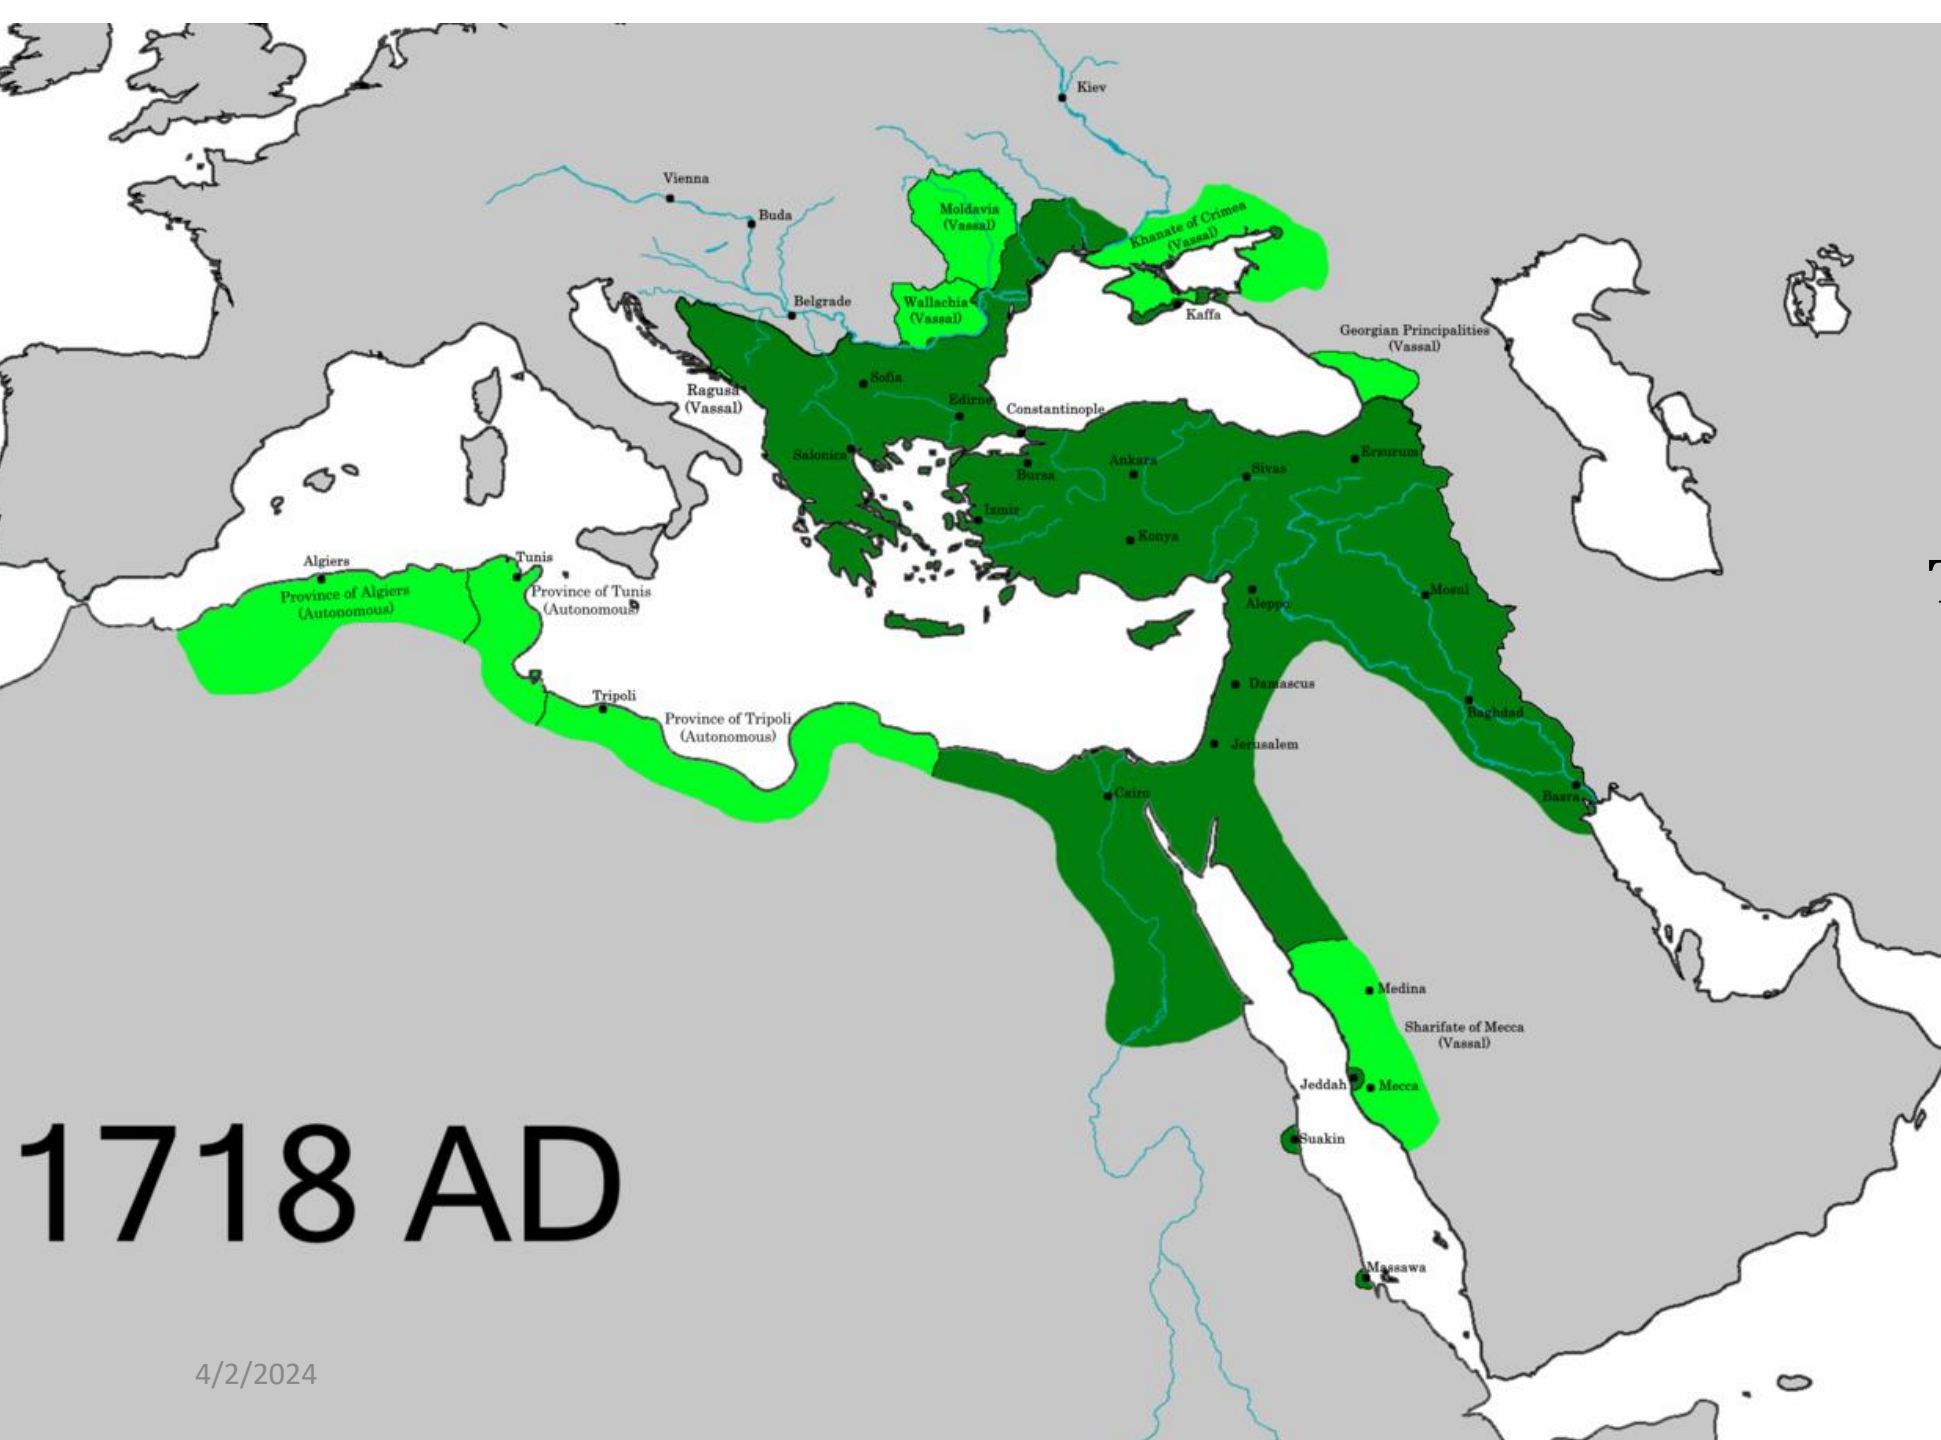 Kiev
Vienna
Buda
Moldavia
(Vassal)
Khanate of Crimea
(Vassal)
Belgrade
Wallachia
(Vassal)
Kaffa
Georgian Principalities
(Vassal)
Sofia
Ragusa
(Vassal)
Edirne
Constantinople
Salonica
Bursa
Ankara
Sivas
Erzurum
Izmir
Konya
Algiers
Tunis
Province of Algiers
(Autonomous)
Province of Tunis
(Autonomous)
Aleppo
Mosul
Damascus
Tripoli
Province of Tripoli
(Autonomous)
Baghdad
Jerusalem
Cairo
Basra
Medina
Sharifate of Mecca
(Vassal)
Jeddah
Mecca
Suakin
1718 AD
Massawa
4/2/2024